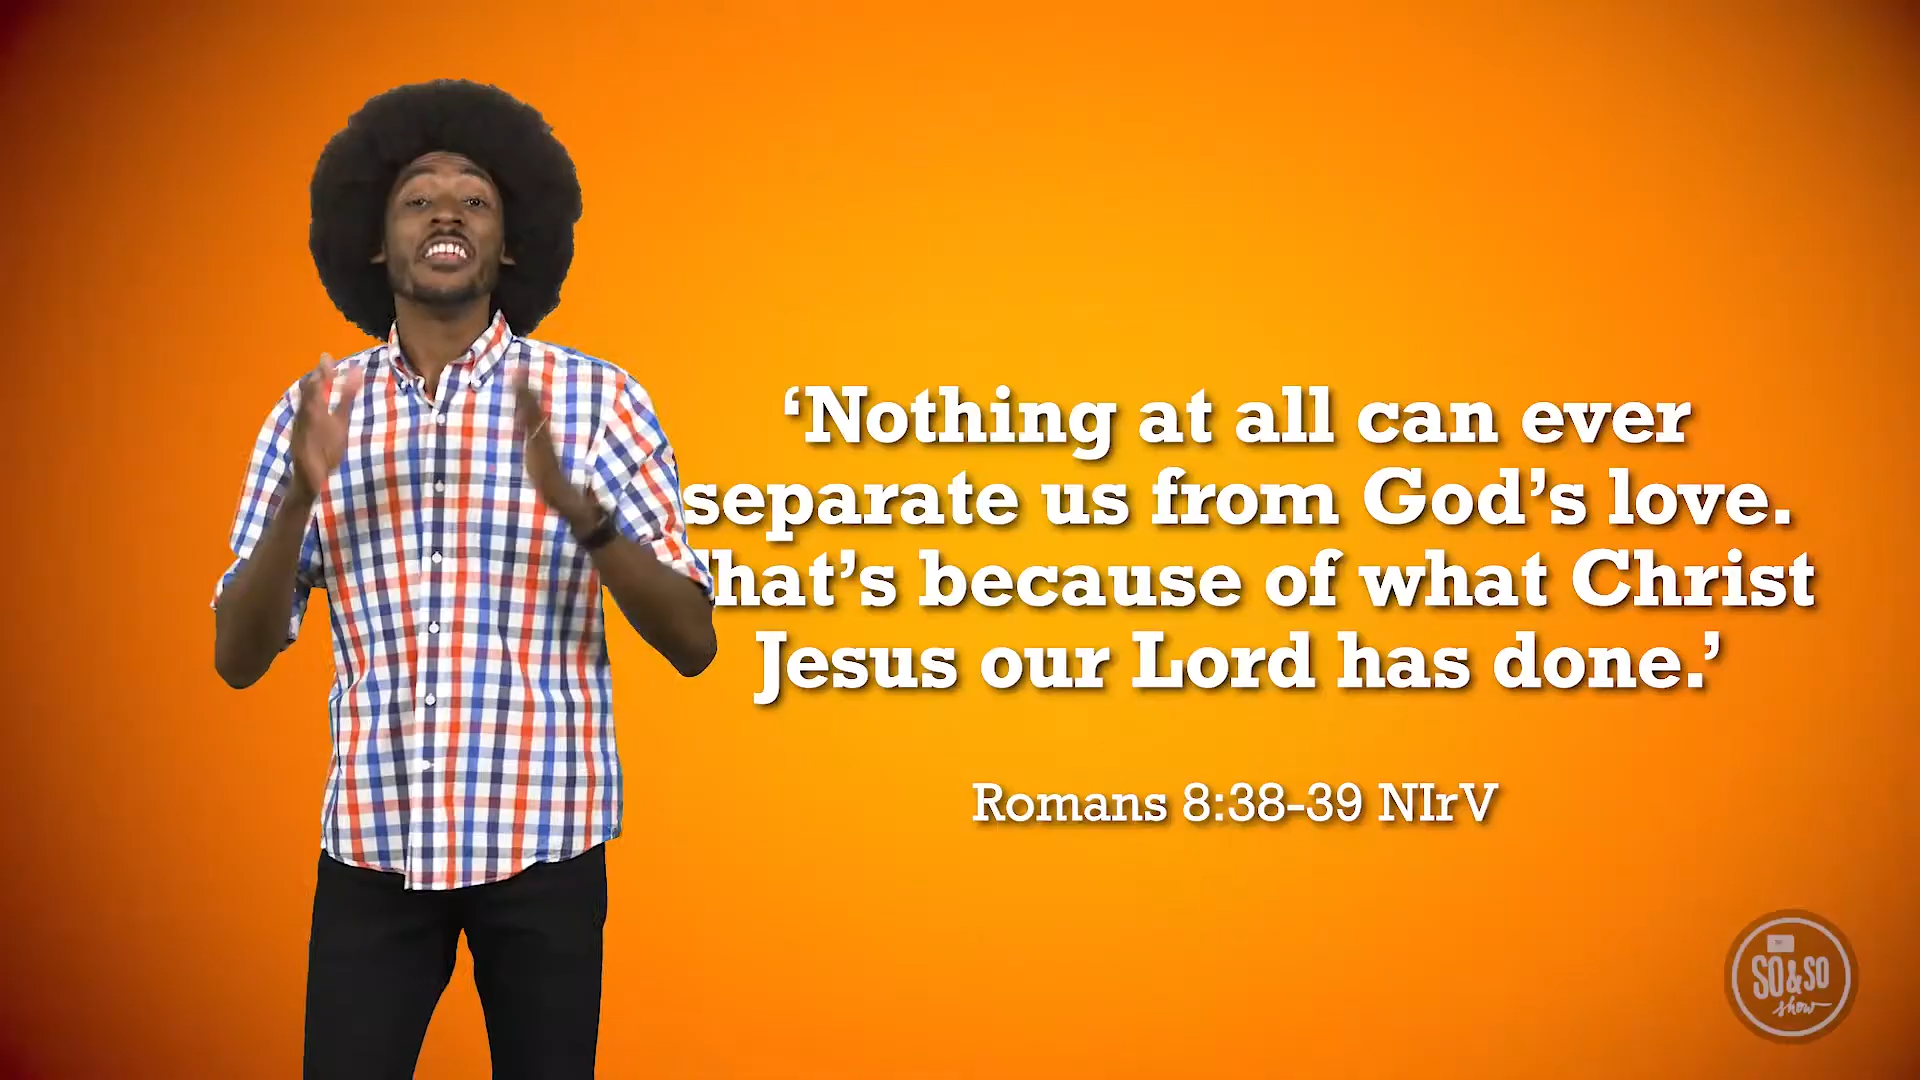 ‘Nothing at all can ever
separate us from God’s love.
That’s because of what Christ
Jesus our Lord has done.’
Romans 8:38-39 NIrV
SO&SO
show